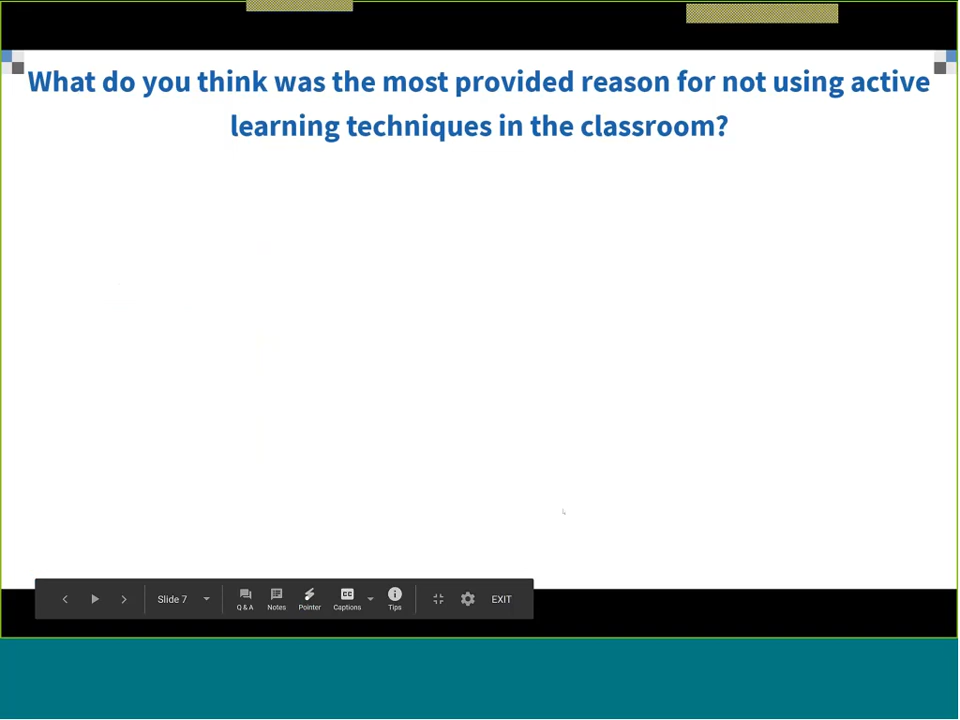 What do you think was the most provided reason for not using active
learning techniques in the classroom?
Slide 7 Q & A Notes Pointer CC Captions Tips EXIT